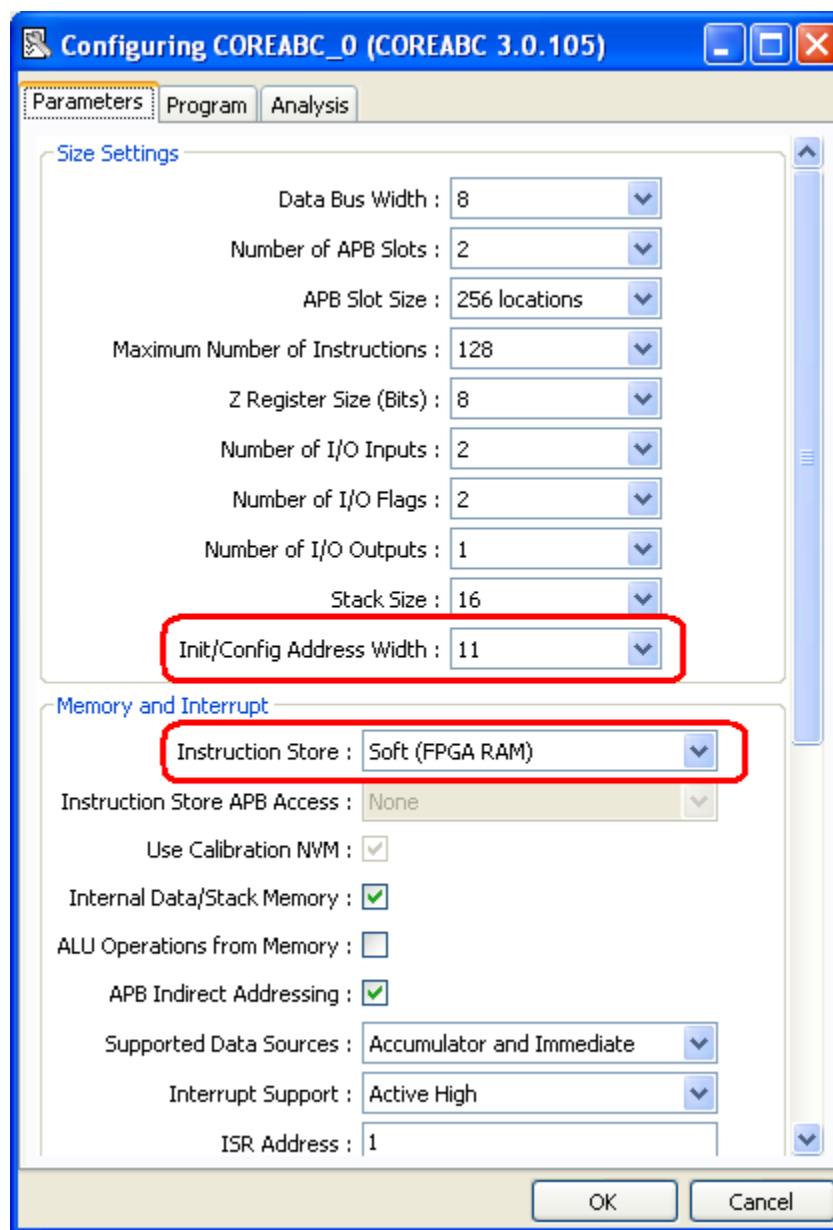 Configuring COREABC_0 (COREABC 3.0.105)
Parameters Program Analysis
Size Settings
Data Bus Width : 8
Number of APB Slots : 2
APB Slot Size : 256 locations
Maximum Number of Instructions : 128
Z Register Size (Bits) : 8
Number of I/O Inputs : 2
Number of I/O Flags : 2
Number of I/O Outputs : 1
Stack Size : 16
Init/Config Address Width : 11
Memory and Interrupt
Instruction Store : Soft (FPGA RAM)
Instruction Store APB Access : None
Use Calibration NVM :
Internal Data/Stack Memory :
ALU Operations from Memory :
APB Indirect Addressing :
Supported Data Sources : Accumulator and Immediate
Interrupt Support : Active High
ISR Address : 1
OK Cancel